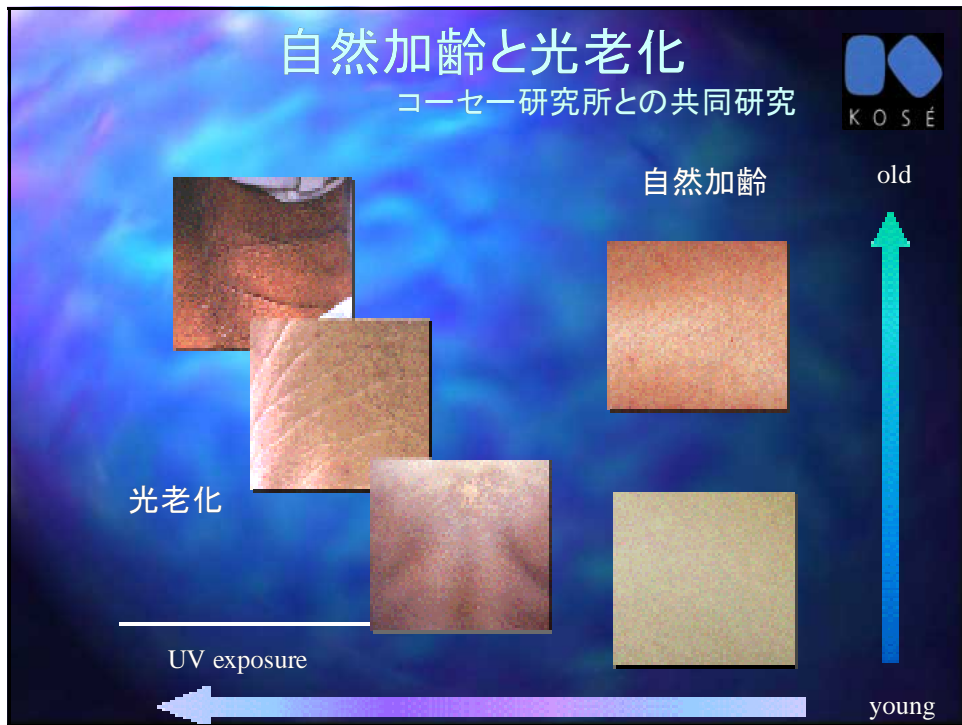 自然加齢と光老化
コーセー研究所との共同研究
KOSÉ
自然加齢
old
光老化
UV exposure
young